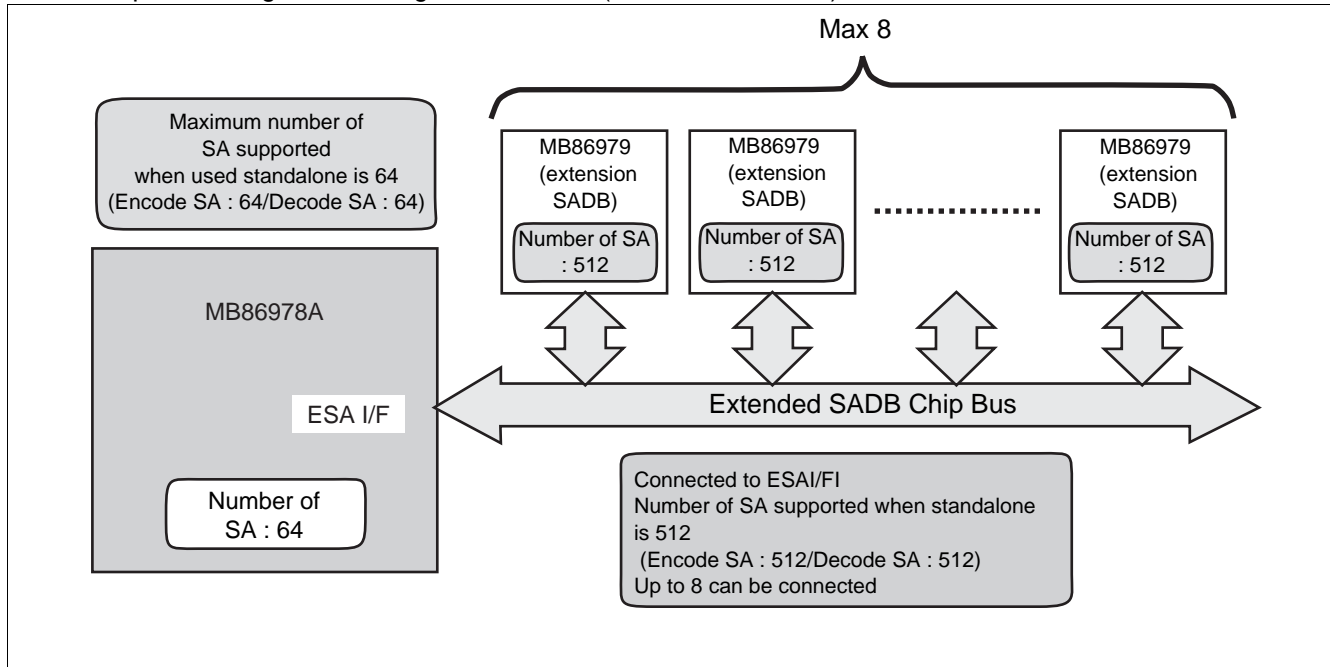 Max 8
Maximum number of
SA supported
when used standalone is 64
(Encode SA : 64/Decode SA : 64)
MB86979
(extension
SADB)
Number of SA
: 512
MB86979
(extension
SADB)
Number of SA
: 512
MB86979
(extension
SADB)
Number of SA
: 512
MB86978A
ESA I/F
Extended SADB Chip Bus
Number of
SA : 64
Connected to ESAI/FI
Number of SA supported when standalone
is 512
(Encode SA : 512/Decode SA : 512)
Up to 8 can be connected